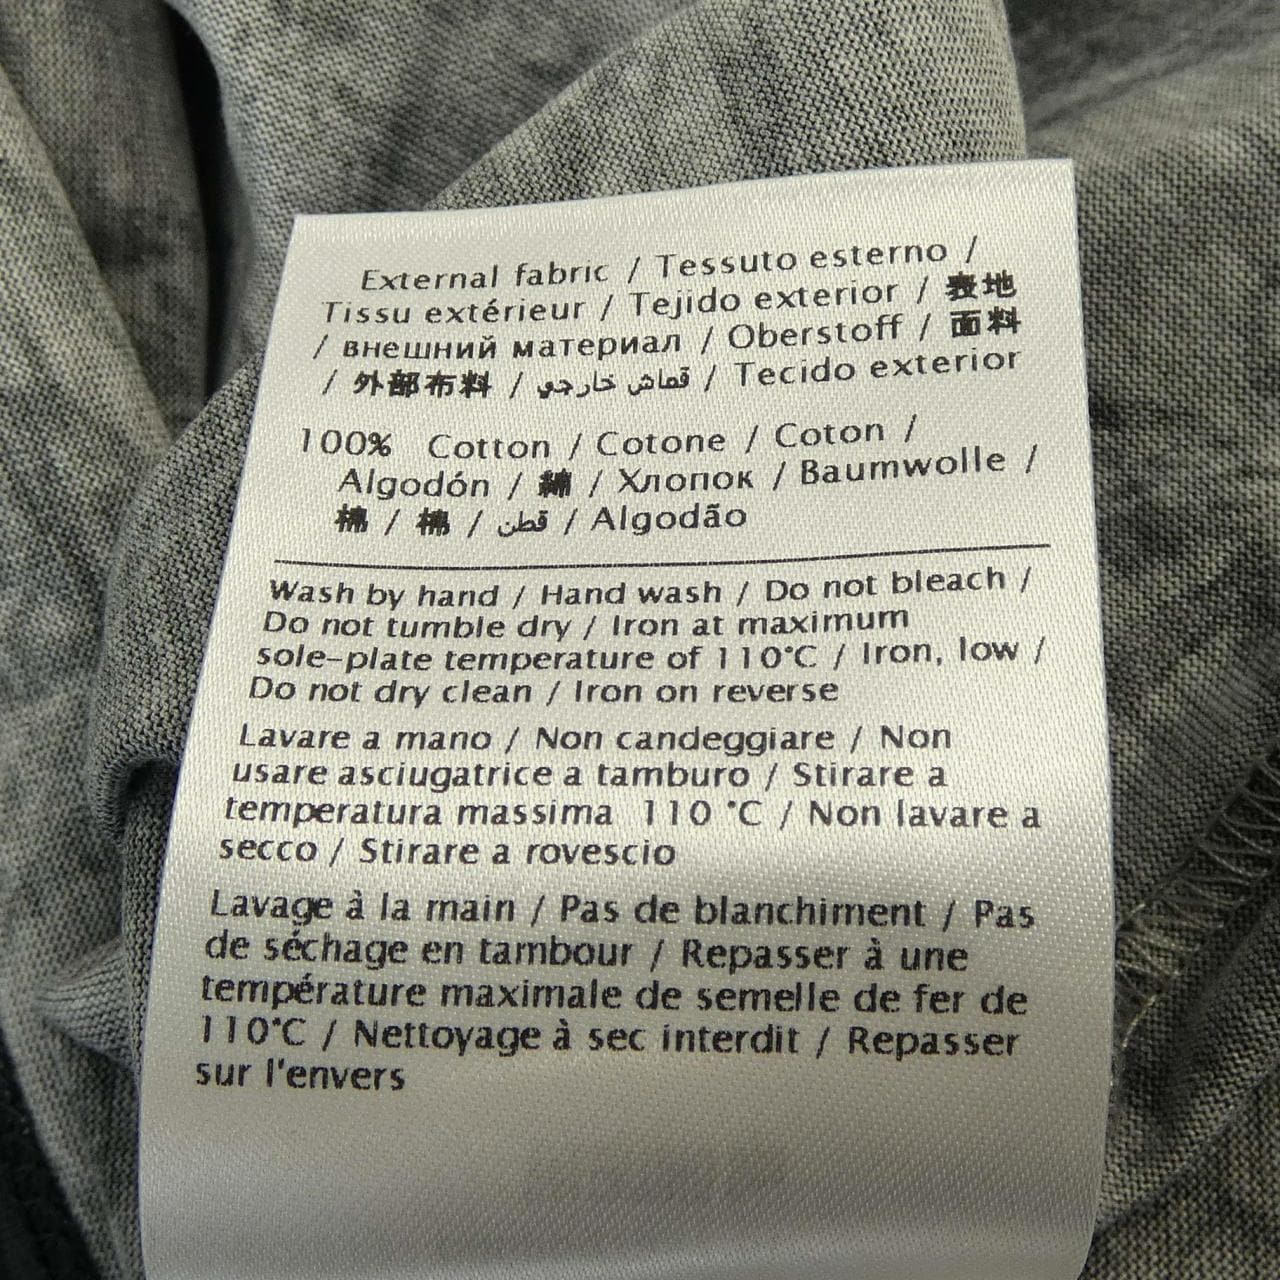 External fabric / Tessuto esterno /
Tissu extérieur / Tejido exterior / 表地
/ внешний материал / Oberstoff / 面料
/ 外部布料 / قماش خارجي / Tecido exterior
100% Cotton / Cotone / Coton /
Algodón / 綿 / Хлопок / Baumwolle /
棉 / 棉 / قطن / Algodão
Wash by hand / Hand wash / Do not bleach /
Do not tumble dry / Iron at maximum
sole-plate temperature of 110°C / Iron, low /
Do not dry clean / Iron on reverse
Lavare a mano / Non candeggiare / Non
usare asciugatrice a tamburo / Stirare a
temperatura massima 110 °C / Non lavare a
secco / Stirare a rovescio
Lavage à la main / Pas de blanchiment / Pas
de séchage en tambour / Repasser à une
température maximale de semelle de fer de
110°C / Nettoyage à sec interdit / Repasser
sur l'envers